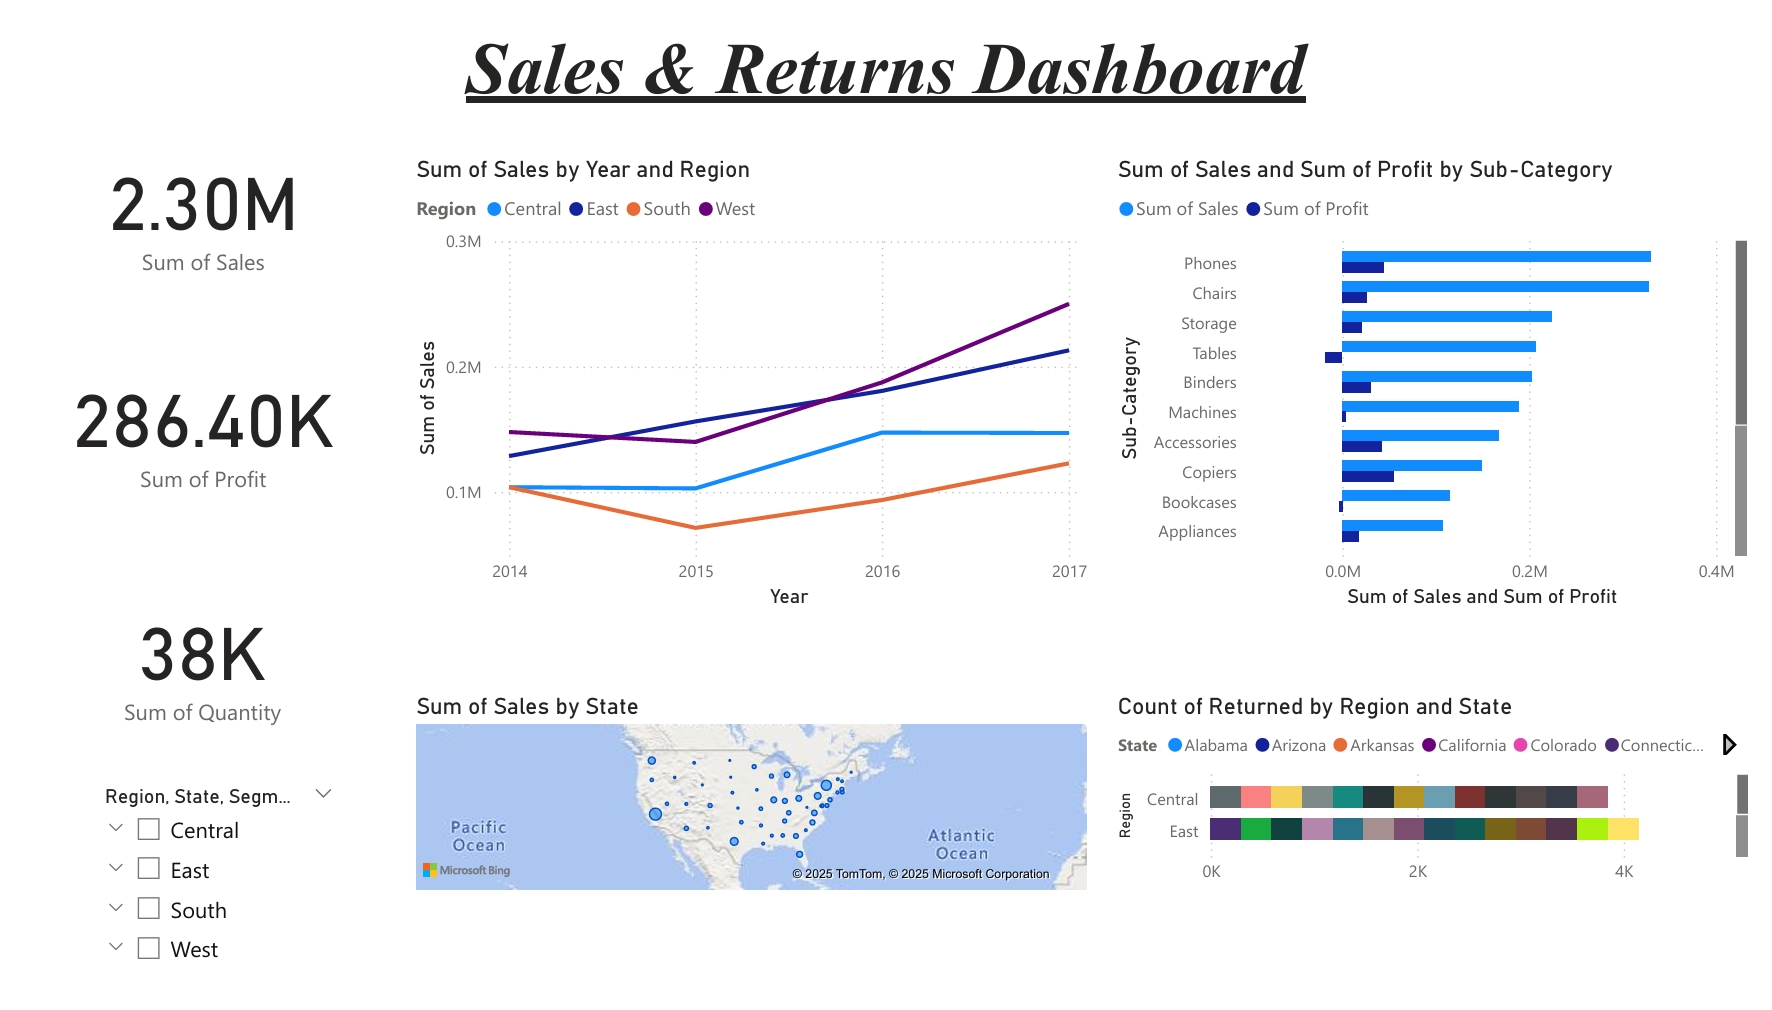 Sales & Returns Dashboard
2.30M
Sum of Sales
286.40K
Sum of Profit
38K
Sum of Quantity
Region, State, Segm...
Central
East
South
West
Sum of Sales by Year and Region
Region Central East South West
Sum of Sales
0.3M
0.2M
0.1M
2014 2015 2016 2017
Year
Sum of Sales and Sum of Profit by Sub-Category
Sum of Sales Sum of Profit
Sub-Category
Phones
Chairs
Storage
Tables
Binders
Machines
Accessories
Copiers
Bookcases
Appliances
0.0M 0.2M 0.4M
Sum of Sales and Sum of Profit
Sum of Sales by State
Pacific
Ocean
Atlantic
Ocean
Microsoft Bing
© 2025 TomTom, © 2025 Microsoft Corporation
Count of Returned by Region and State
State Alabama Arizona Arkansas California Colorado Connectic...
Region
Central
East
0K 2K 4K